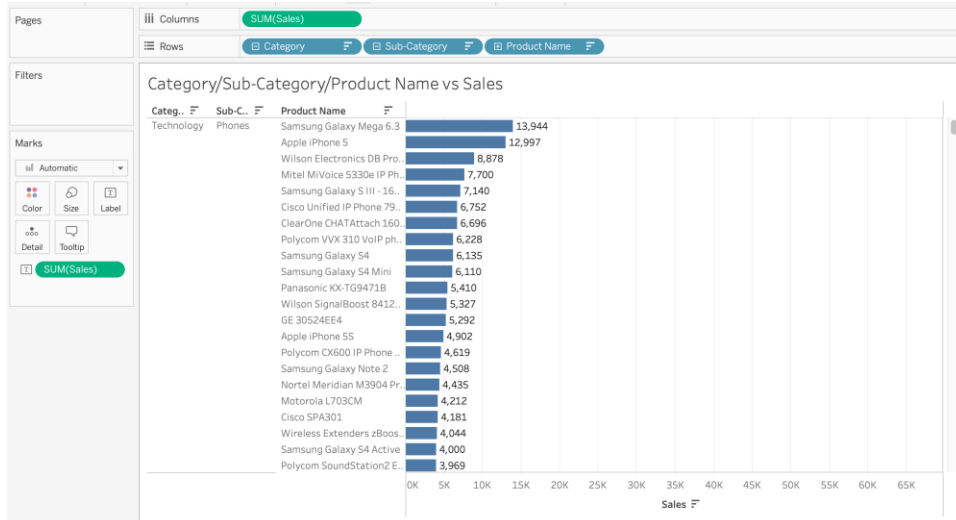 Pages
Columns
SUM(Sales)
Rows
Category
Sub-Category
Product Name
Filters
Marks
Automatic
Color Size Label
Detail Tooltip
SUM(Sales)
Category/Sub-Category/Product Name vs Sales
Categ.. Sub-C.. Product Name
Technology Phones Samsung Galaxy Mega 6.3 13,944
Apple iPhone 5 12,997
Wilson Electronics DB Pro.. 8,878
Mitel MiVoice 5330e IP Ph.. 7,700
Samsung Galaxy S III - 16.. 7,140
Cisco Unified IP Phone 79.. 6,752
ClearOne CHATAttach 160.. 6,696
Polycom VVX 310 VoIP ph.. 6,228
Samsung Galaxy S4 6,135
Samsung Galaxy S4 Mini 6,110
Panasonic KX-TG9471B 5,410
Wilson SignalBoost 8412.. 5,327
GE 30524EE4 5,292
Apple iPhone 5S 4,902
Polycom CX600 IP Phone .. 4,619
Samsung Galaxy Note 2 4,508
Nortel Meridian M3904 Pr.. 4,435
Motorola L703CM 4,212
Cisco SPA301 4,181
Wireless Extenders zBoos.. 4,044
Samsung Galaxy S4 Active 4,000
Polycom SoundStation2 E.. 3,969
0K 5K 10K 15K 20K 25K 30K 35K 40K 45K 50K 55K 60K 65K
Sales